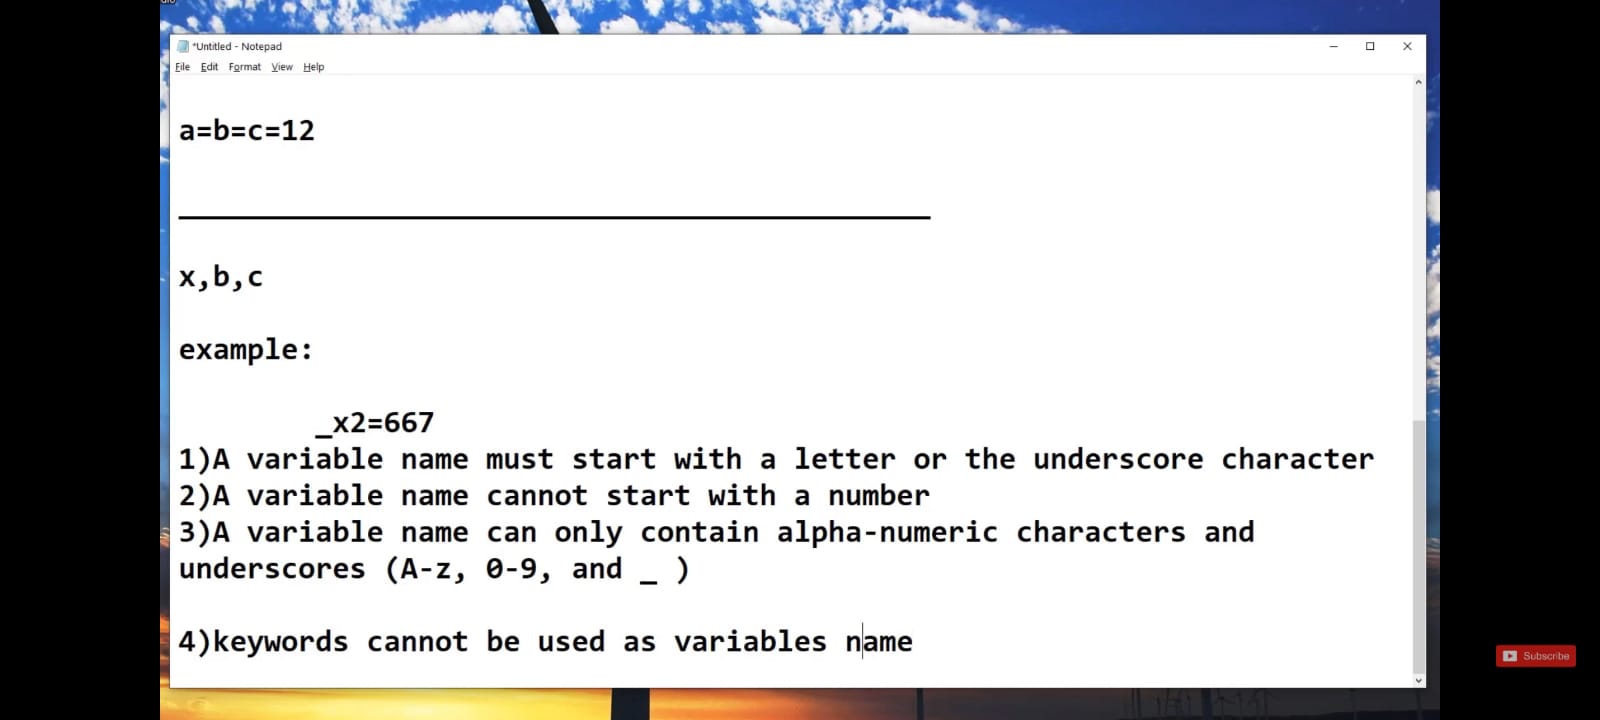 *Untitled - Notepad
File Edit Format View Help
a=b=c=12
x,b,c
example:
_x2=667
1)A variable name must start with a letter or the underscore character
2)A variable name cannot start with a number
3)A variable name can only contain alpha-numeric characters and
underscores (A-z, 0-9, and _ )
4)keywords cannot be used as variables name
Subscribe